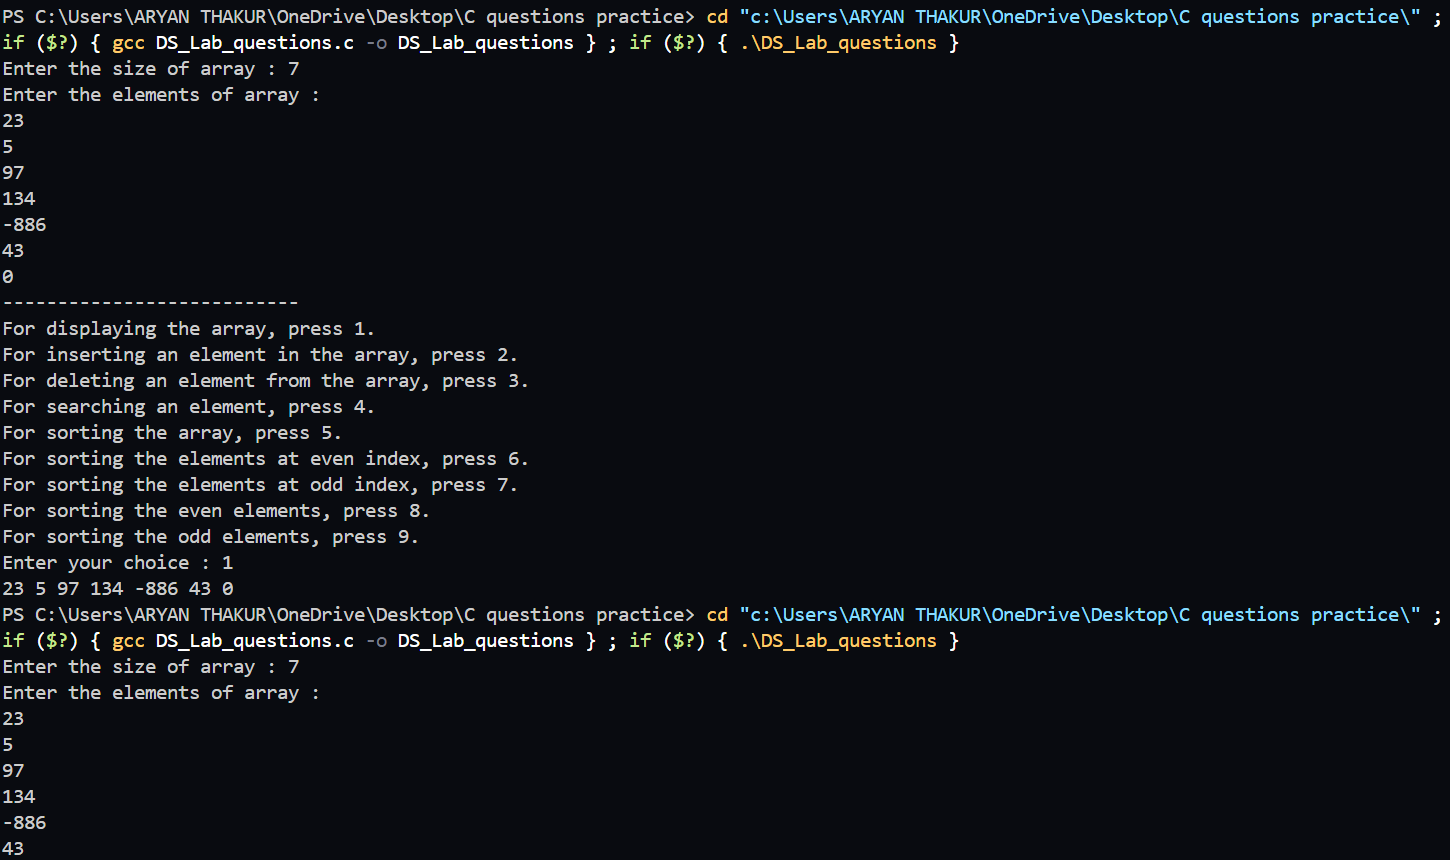 PS C:\Users\ARYAN THAKUR\OneDrive\Desktop\C questions practice> cd "c:\Users\ARYAN THAKUR\OneDrive\Desktop\C questions practice\" ;
if ($?) { gcc DS_Lab_questions.c -o DS_Lab_questions } ; if ($?) { .\DS_Lab_questions }
Enter the size of array : 7
Enter the elements of array :
23
5
97
134
-886
43
0
---------------------------
For displaying the array, press 1.
For inserting an element in the array, press 2.
For deleting an element from the array, press 3.
For searching an element, press 4.
For sorting the array, press 5.
For sorting the elements at even index, press 6.
For sorting the elements at odd index, press 7.
For sorting the even elements, press 8.
For sorting the odd elements, press 9.
Enter your choice : 1
23 5 97 134 -886 43 0
PS C:\Users\ARYAN THAKUR\OneDrive\Desktop\C questions practice> cd "c:\Users\ARYAN THAKUR\OneDrive\Desktop\C questions practice\" ;
if ($?) { gcc DS_Lab_questions.c -o DS_Lab_questions } ; if ($?) { .\DS_Lab_questions }
Enter the size of array : 7
Enter the elements of array :
23
5
97
134
-886
43